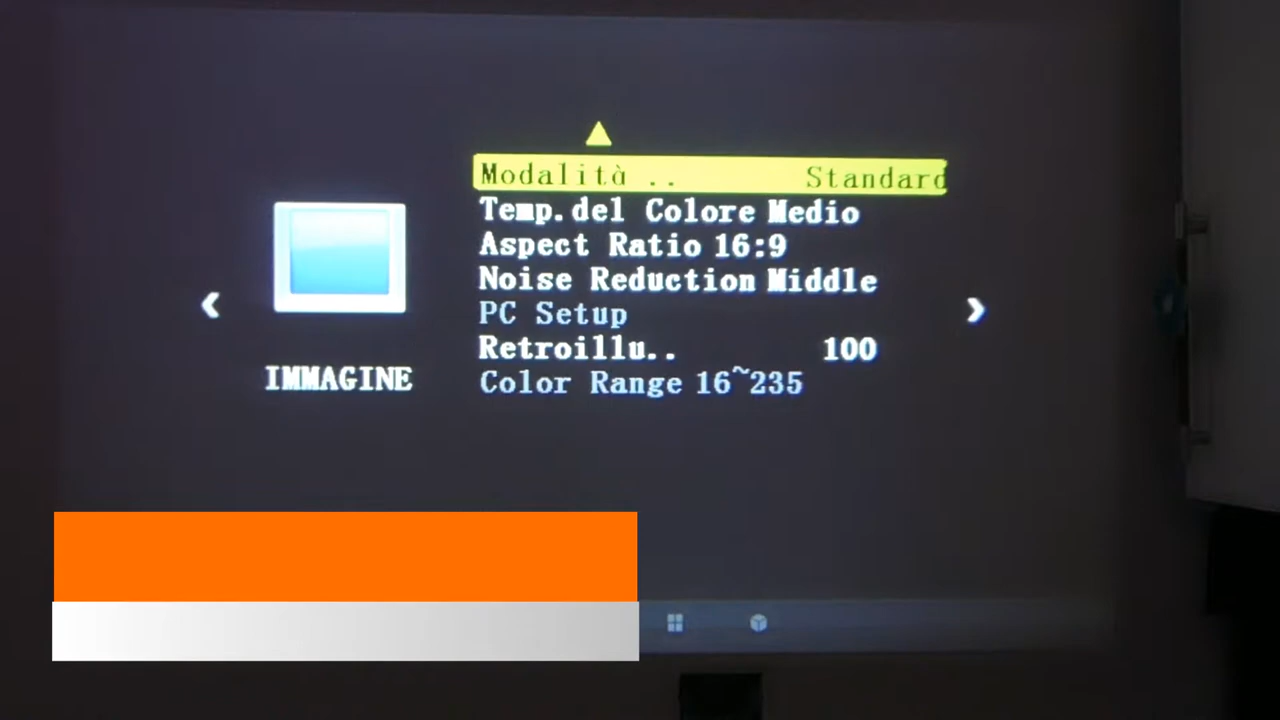 Modalità .. Standard
Temp.del Colore Medio
Aspect Ratio 16:9
Noise Reduction Middle
PC Setup
Retroillu.. 100
Color Range 16~235
IMMAGINE